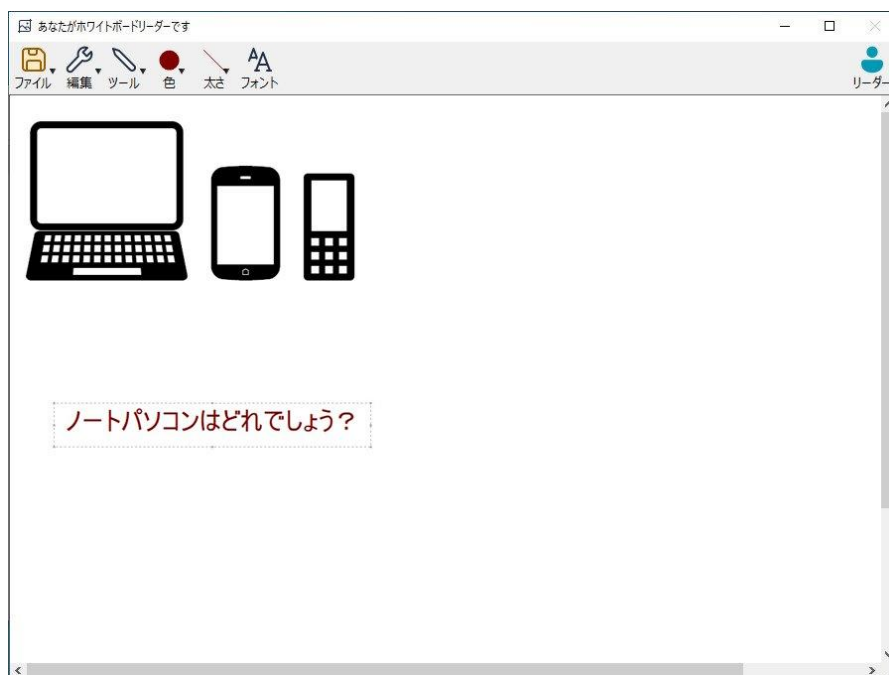 あなたがホワイトボードリーダーです
ファイル 編集 ツール 色 太さ フォント リーダー
ノートパソコンはどれでしょう？